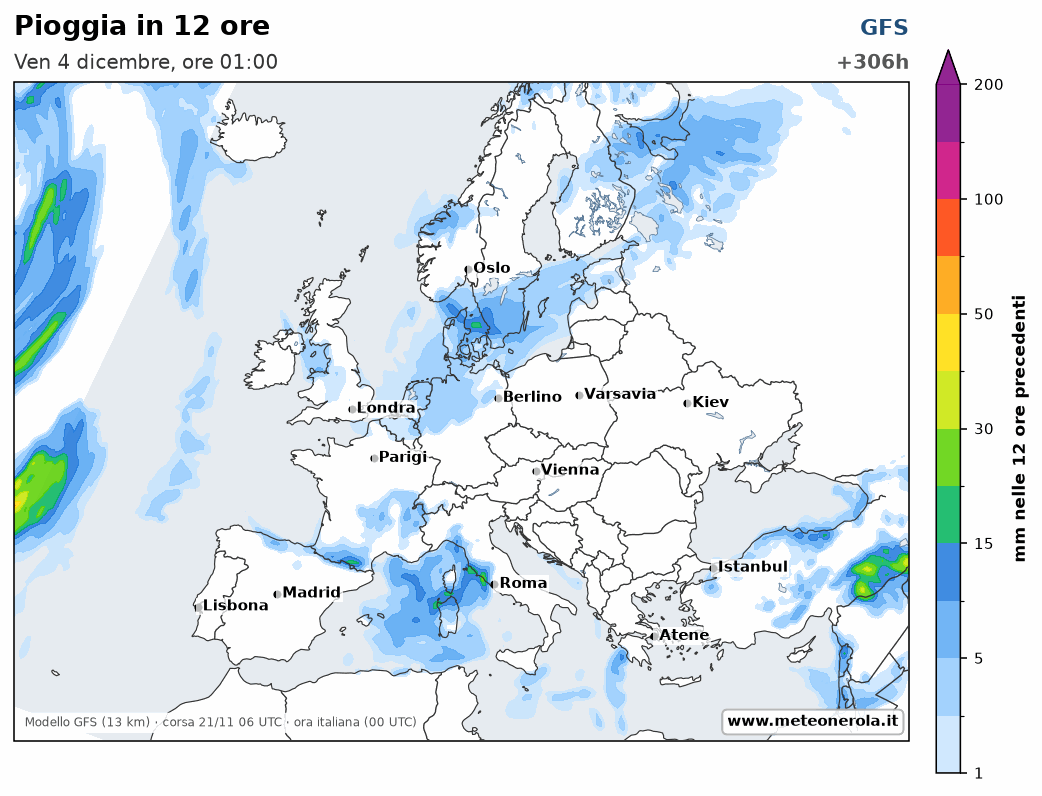 Pioggia in 12 ore
GFS
Ven 4 dicembre, ore 01:00
+306h
200
100
50
30
15
5
1
mm nelle 12 ore precedenti
Oslo
Berlino
Varsavia
Londra
Kiev
Parigi
Vienna
Istanbul
Roma
Madrid
Lisbona
Atene
Modello GFS (13 km) · corsa 21/11 06 UTC · ora italiana (00 UTC)
www.meteonerola.it